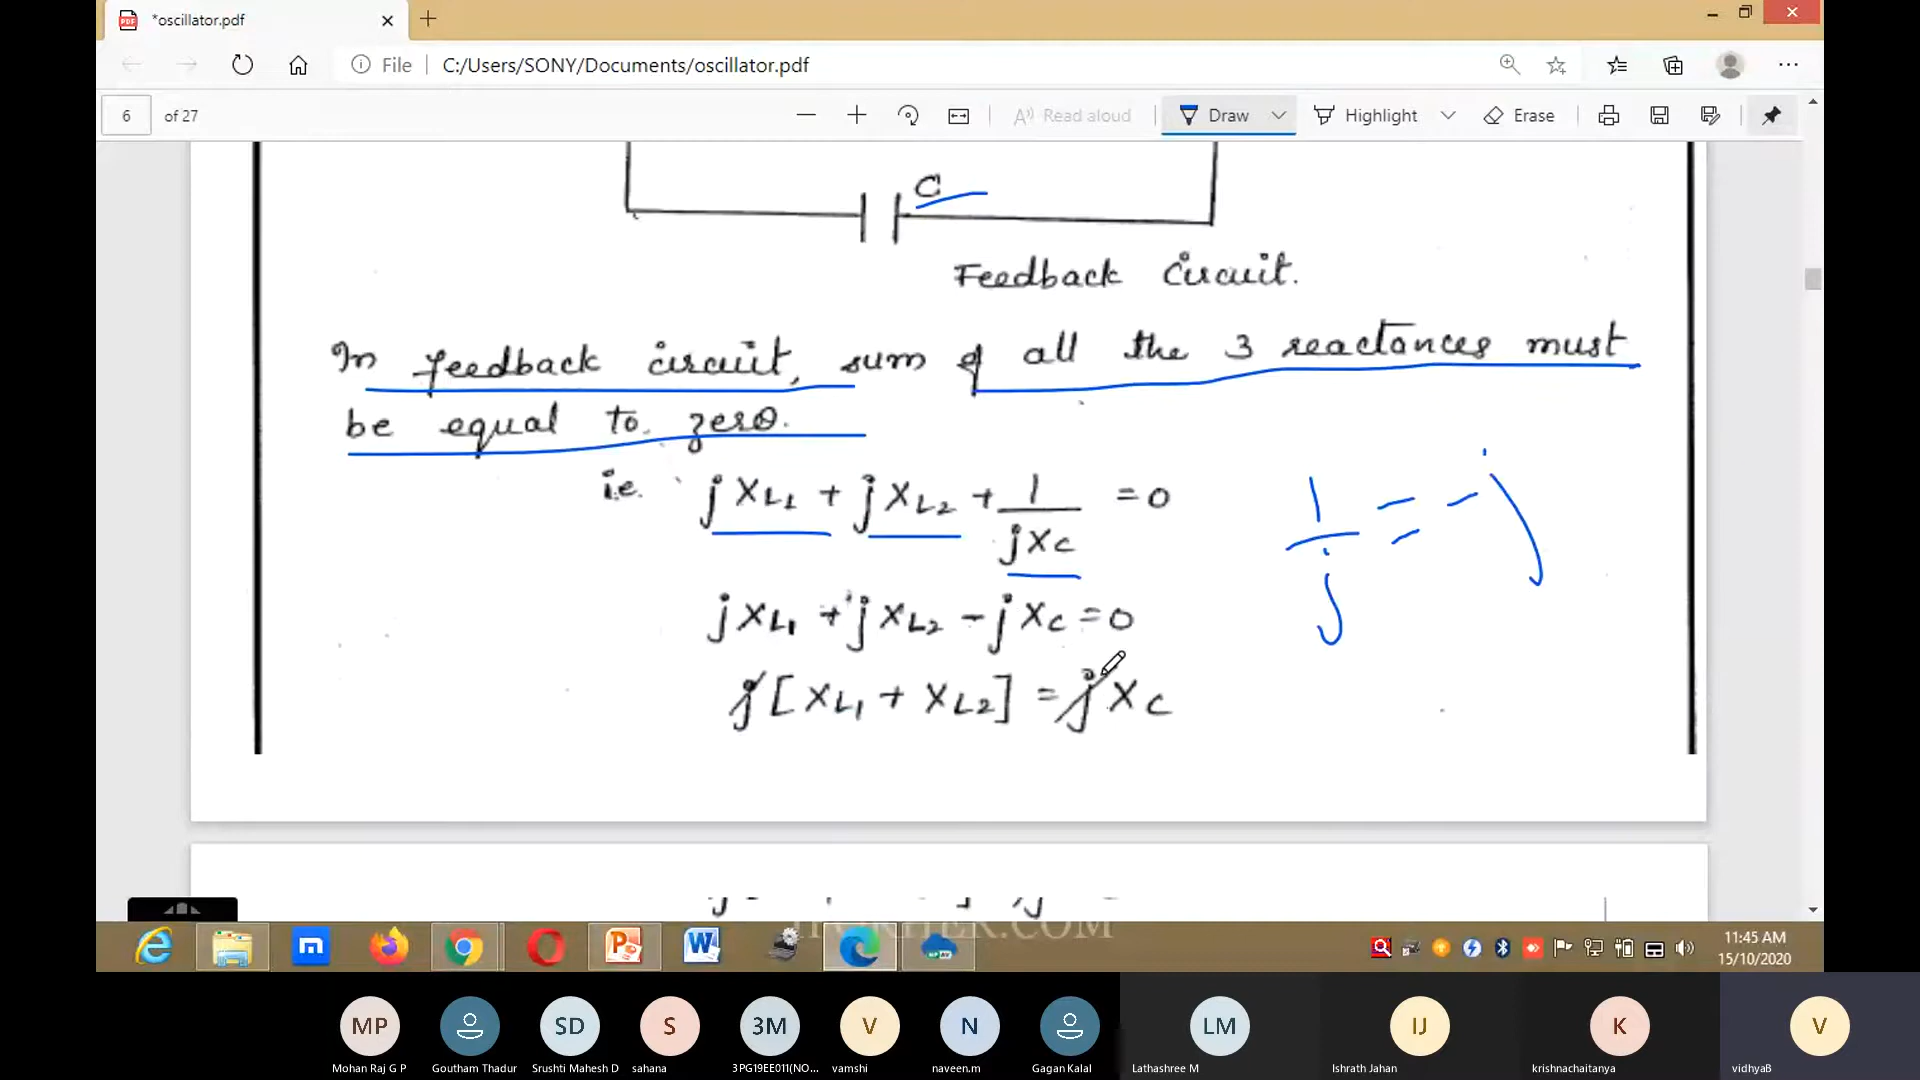 *oscillator.pdf
File C:/Users/SONY/Documents/oscillator.pdf
6 of 27 Read aloud Draw Highlight Erase
C
Feedback Circuit.
In feedback circuit, sum of all the 3 reactances must
be equal to zero.
i.e. jXL1 + jXL2 + 1/jXC = 0
1/j = -j
jXL1 + jXL2 - jXC = 0
j[XL1 + XL2] = jXC
11:45 AM
15/10/2020
MP SD S 3M V N LM IJ K V
Mohan Raj G P Goutham Thadur Srushti Mahesh D sahana 3PG19EE011(NO... vamshi naveen.m Gagan Kalal Lathashree M Ishrath Jahan krishnachaitanya vidhyaB